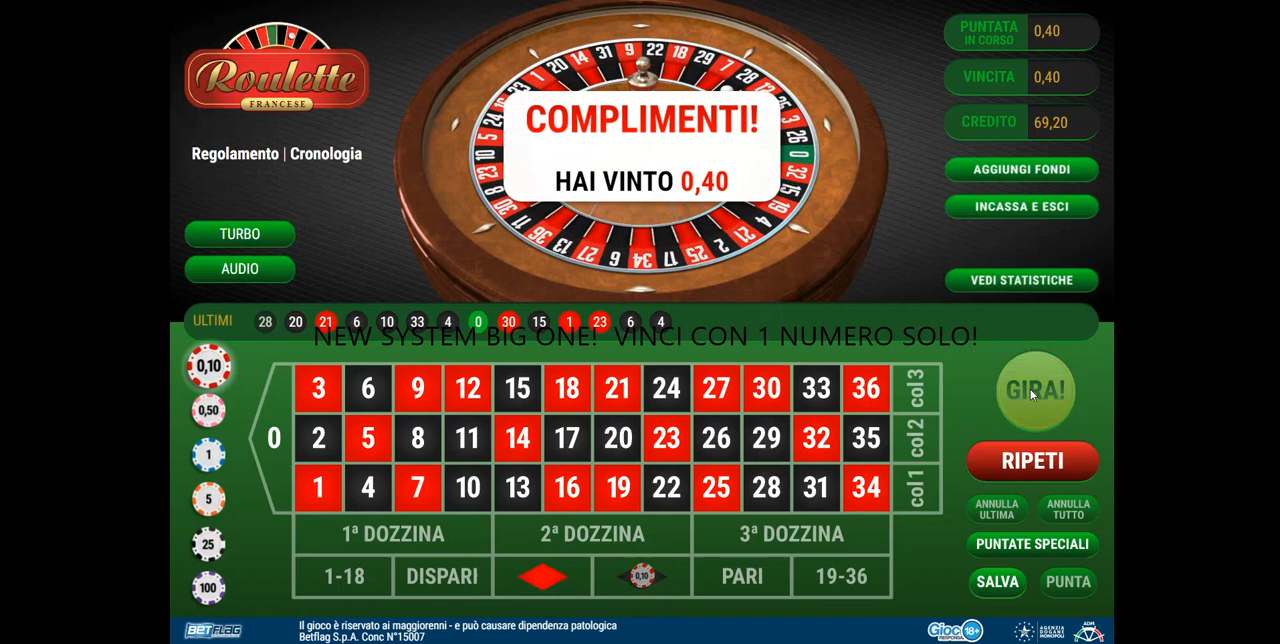 Roulette
FRANCESE
Regolamento | Cronologia
TURBO
AUDIO
COMPLIMENTI!
HAI VINTO 0,40
PUNTATA
IN CORSO
0,40
VINCITA
0,40
CREDITO
69,20
AGGIUNGI FONDI
INCASSA E ESCI
VEDI STATISTICHE
ULTIMI 28 20 21 6 10 33 4 0 30 15 1 23 6 4
NEW SYSTEM BIG ONE! VINCI CON 1 NUMERO SOLO!
0,10
0,50
1
5
25
100
3 6 9 12 15 18 21 24 27 30 33 36 col3
0 2 5 8 11 14 17 20 23 26 29 32 35 col2
1 4 7 10 13 16 19 22 25 28 31 34 col1
1ª DOZZINA 2ª DOZZINA 3ª DOZZINA
1-18 DISPARI 0,10 PARI 19-36
GIRA!
RIPETI
ANNULLA
ULTIMA
ANNULLA
TUTTO
PUNTATE SPECIALI
SALVA PUNTA
BETFLAG
Il gioco è riservato ai maggiorenni - e può causare dipendenza patologica
Betflag S.p.A. Conc N°15007
Gioco 18+
AGENZIA
DOGANE
MONOPOLI
ADM